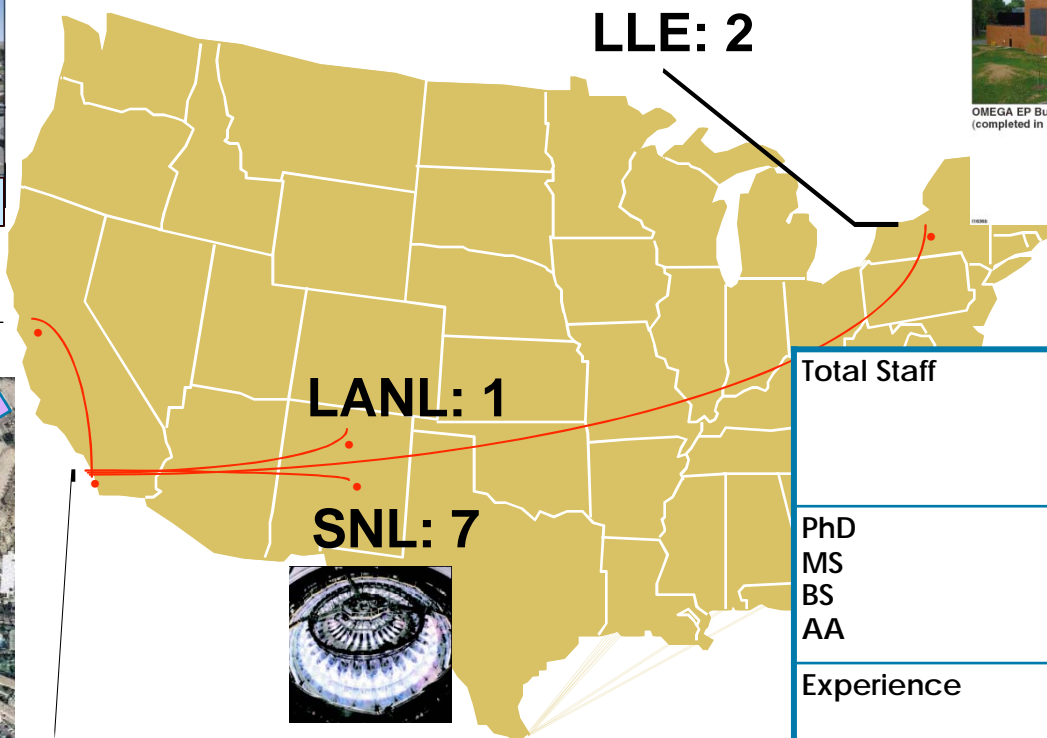 LLE: 2
OMEGA EP Bu
(completed in
LANL: 1
SNL: 7
Total Staff
PhD
MS
BS
AA
Experience